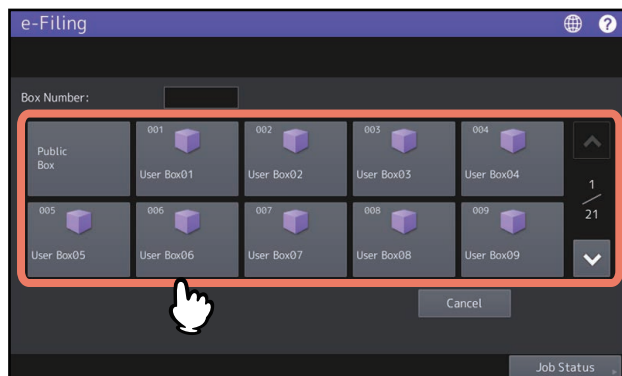 e-Filing
?
Box Number:
Public
Box
001
User Box01
002
User Box02
003
User Box03
004
User Box04
1
21
005
User Box05
006
User Box06
007
User Box07
008
User Box08
009
User Box09
Cancel
Job Status